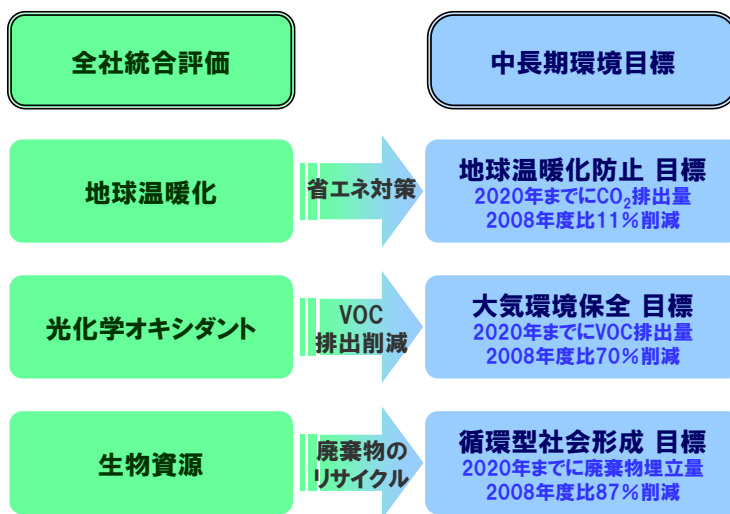 全社統合評価
中長期環境目標
地球温暖化
省エネ対策
地球温暖化防止 目標
2020年までにCO₂排出量
2008年度比11%削減
光化学オキシダント
VOC
排出削減
大気環境保全 目標
2020年までにVOC排出量
2008年度比70%削減
生物資源
廃棄物の
リサイクル
循環型社会形成 目標
2020年までに廃棄物埋立量
2008年度比87%削減